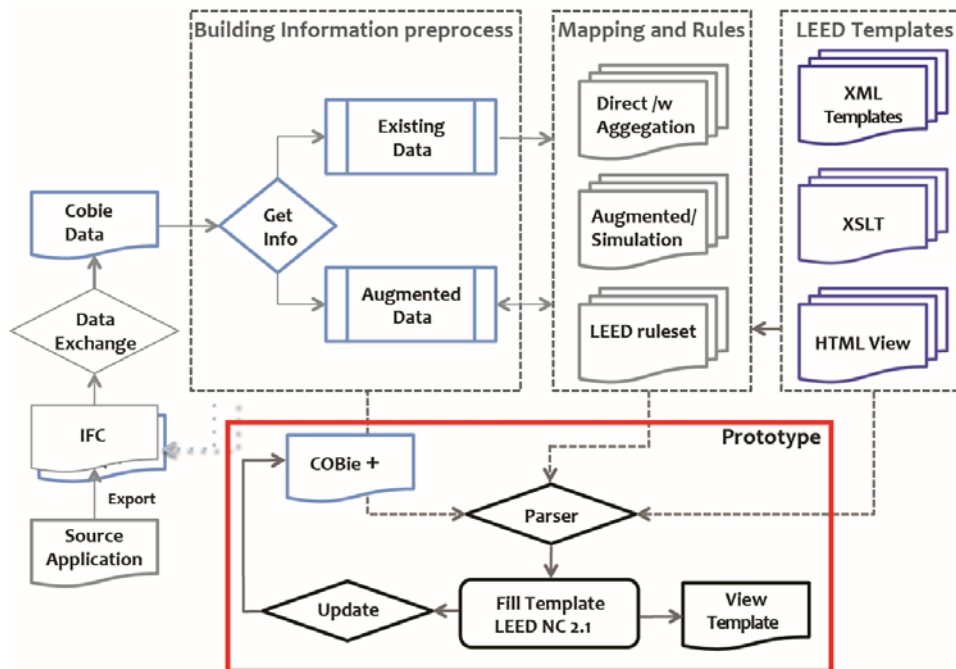 Building Information preprocess
Mapping and Rules
LEED Templates
Existing
Data
Get
Info
Augmented
Data
Direct /w
Aggegation
Augmented/
Simulation
LEED ruleset
XML
Templates
XSLT
HTML View
Cobie
Data
Data
Exchange
IFC
Export
Source
Application
Prototype
COBie +
Parser
Update
Fill Template
LEED NC 2.1
View
Template